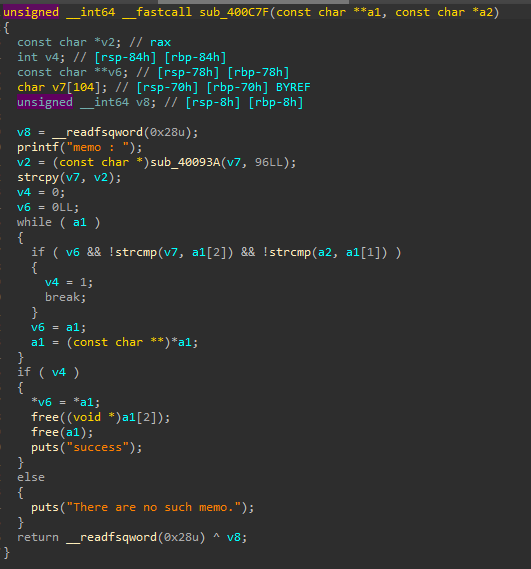 unsigned __int64 __fastcall sub_400C7F(const char **a1, const char *a2)
{
  const char *v2; // rax
  int v4; // [rsp-84h] [rbp-84h]
  const char **v6; // [rsp-78h] [rbp-78h]
  char v7[104]; // [rsp-70h] [rbp-70h] BYREF
  unsigned __int64 v8; // [rsp-8h] [rbp-8h]

  v8 = __readfsqword(0x28u);
  printf("memo : ");
  v2 = (const char *)sub_40093A(v7, 96LL);
  strcpy(v7, v2);
  v4 = 0;
  v6 = 0LL;
  while ( a1 )
  {
    if ( v6 && !strcmp(v7, a1[2]) && !strcmp(a2, a1[1]) )
    {
      v4 = 1;
      break;
    }
    v6 = a1;
    a1 = (const char **)*a1;
  }
  if ( v4 )
  {
    *v6 = *a1;
    free((void *)a1[2]);
    free(a1);
    puts("success");
  }
  else
  {
    puts("There are no such memo.");
  }
  return __readfsqword(0x28u) ^ v8;
}